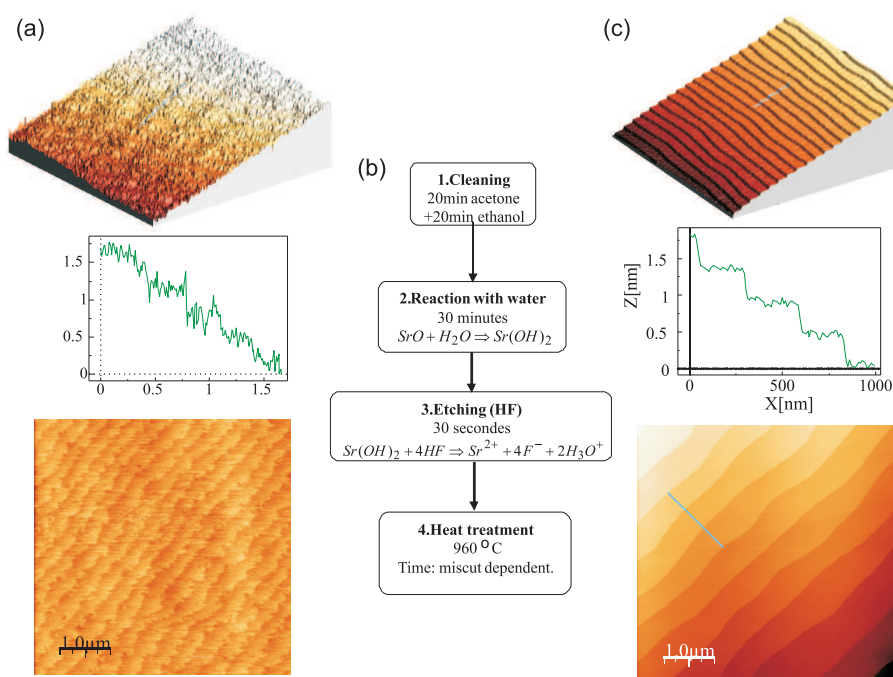 (a)
1.5
1
0.5
0
0
0.5
1
1.5
1.0µm
(b)
1.Cleaning
20min acetone
+20min ethanol
2.Reaction with water
30 minutes
SrO + H₂O ⇒ Sr(OH)₂
3.Etching (HF)
30 secondes
Sr(OH)₂ + 4HF ⇒ Sr²⁺ + 4F⁻ + 2H₃O⁺
4.Heat treatment
960 °C
Time: miscut dependent.
(c)
Z[nm]
1.5
1
0.5
0
0
500
1000
X[nm]
1.0µm